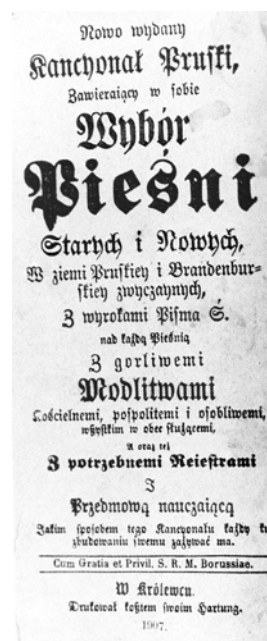 Nowo wydany
Kancyonał Pruski,
Zawieraiący w sobie
Wybór
Pieśni
Starych i Nowych,
W ziemi Pruskiey i Brandenbur-
skiey zwyczaynych,
Z wyrokami Pisma Ś.
nad każdą Pieśnią
Z gorliwemi
Modlitwami
Kościelnemi, pospolitemi i osobliwemi,
wszystkim w obec służącemi,
A oraz też
Z potrzebnemi Reiestrami
I
Przedmową nauczaiącą
Jakim sposobem tego Kancyonału każdy ku
zbudowaniu swemu zażywać ma.
Cum Gratia et Privil. S. R. M. Borussiae.
W Królewcu.
Drukował kosztem swoim Hartung.
1907.